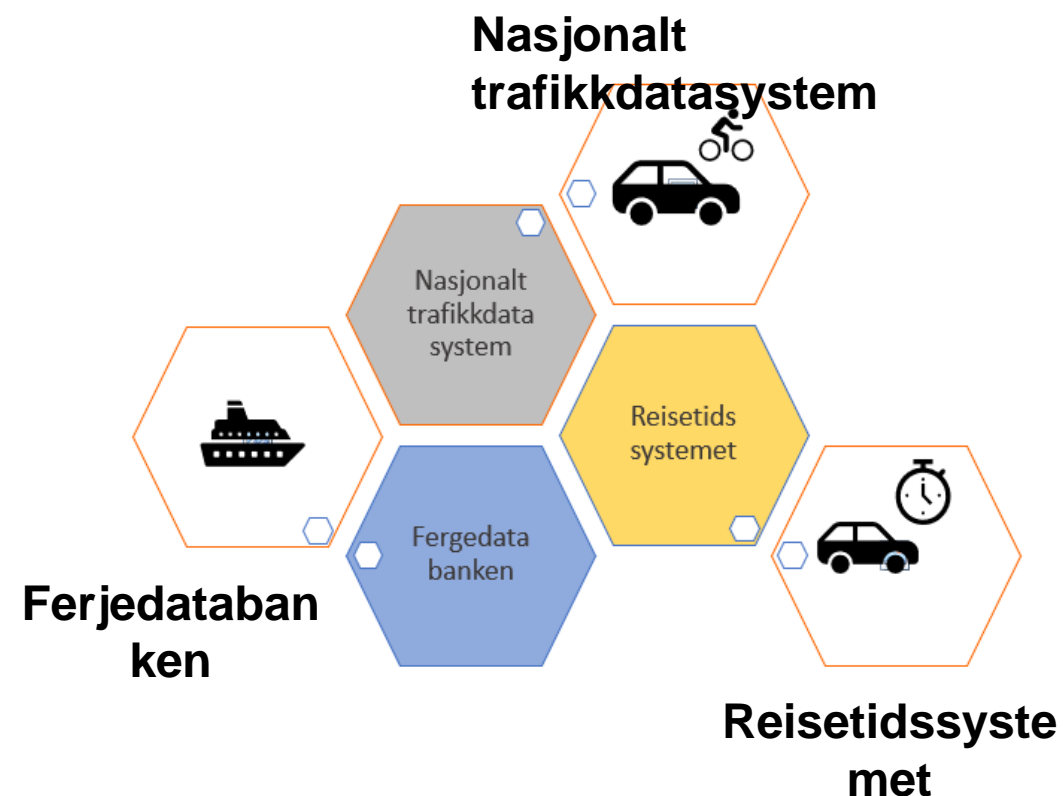 Nasjonalt
trafikkdatasystem
Nasjonalt
trafikkdata
system
Reisetids
systemet
Fergedata
banken
Ferjedataban
ken
Reisetidssyste
met